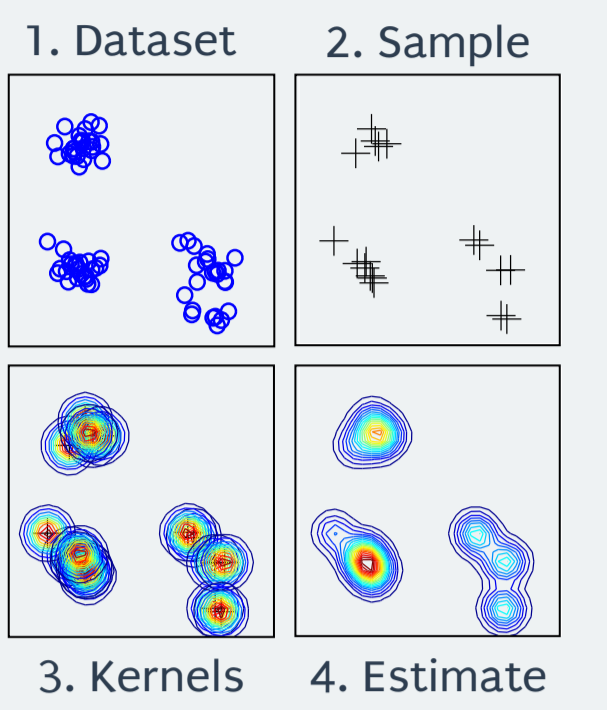 1. Dataset
2. Sample
3. Kernels
4. Estimate